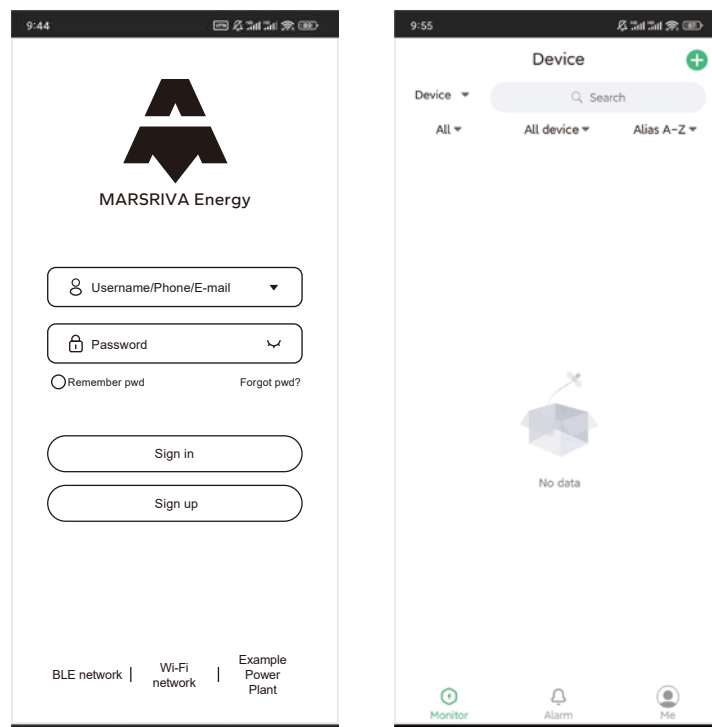 9:44
MARSRIVA Energy
Username/Phone/E-mail
Password
Remember pwd Forgot pwd?
Sign in
Sign up
BLE network | Wi-Fi network | Example Power Plant
9:55
Device
Device Search
All All device Alias A-Z
No data
Monitor Alarm Me